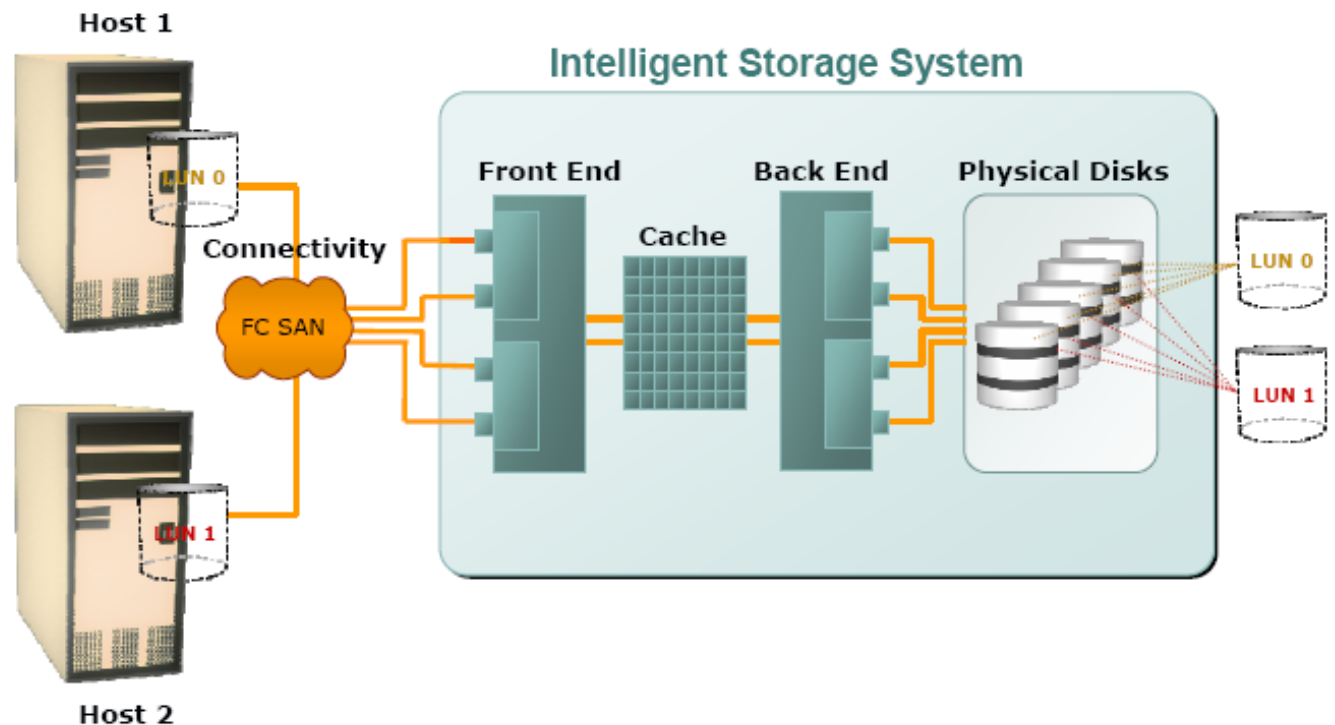 Host 1
Intelligent Storage System
LUN 0
Front End
Back End
Physical Disks
Connectivity
Cache
LUN 0
FC SAN
LUN 1
LUN 1
Host 2